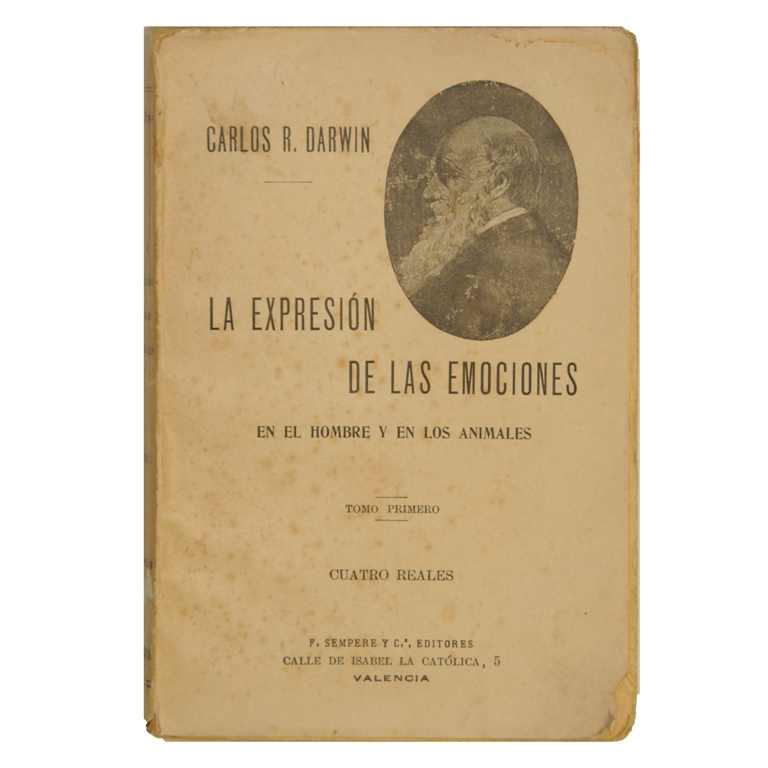 CARLOS R. DARWIN
LA EXPRESIÓN
DE LAS EMOCIONES
EN EL HOMBRE Y EN LOS ANIMALES
TOMO PRIMERO
CUATRO REALES
F. SEMPERE Y C.ª, EDITORES
CALLE DE ISABEL LA CATÓLICA, 5
VALENCIA